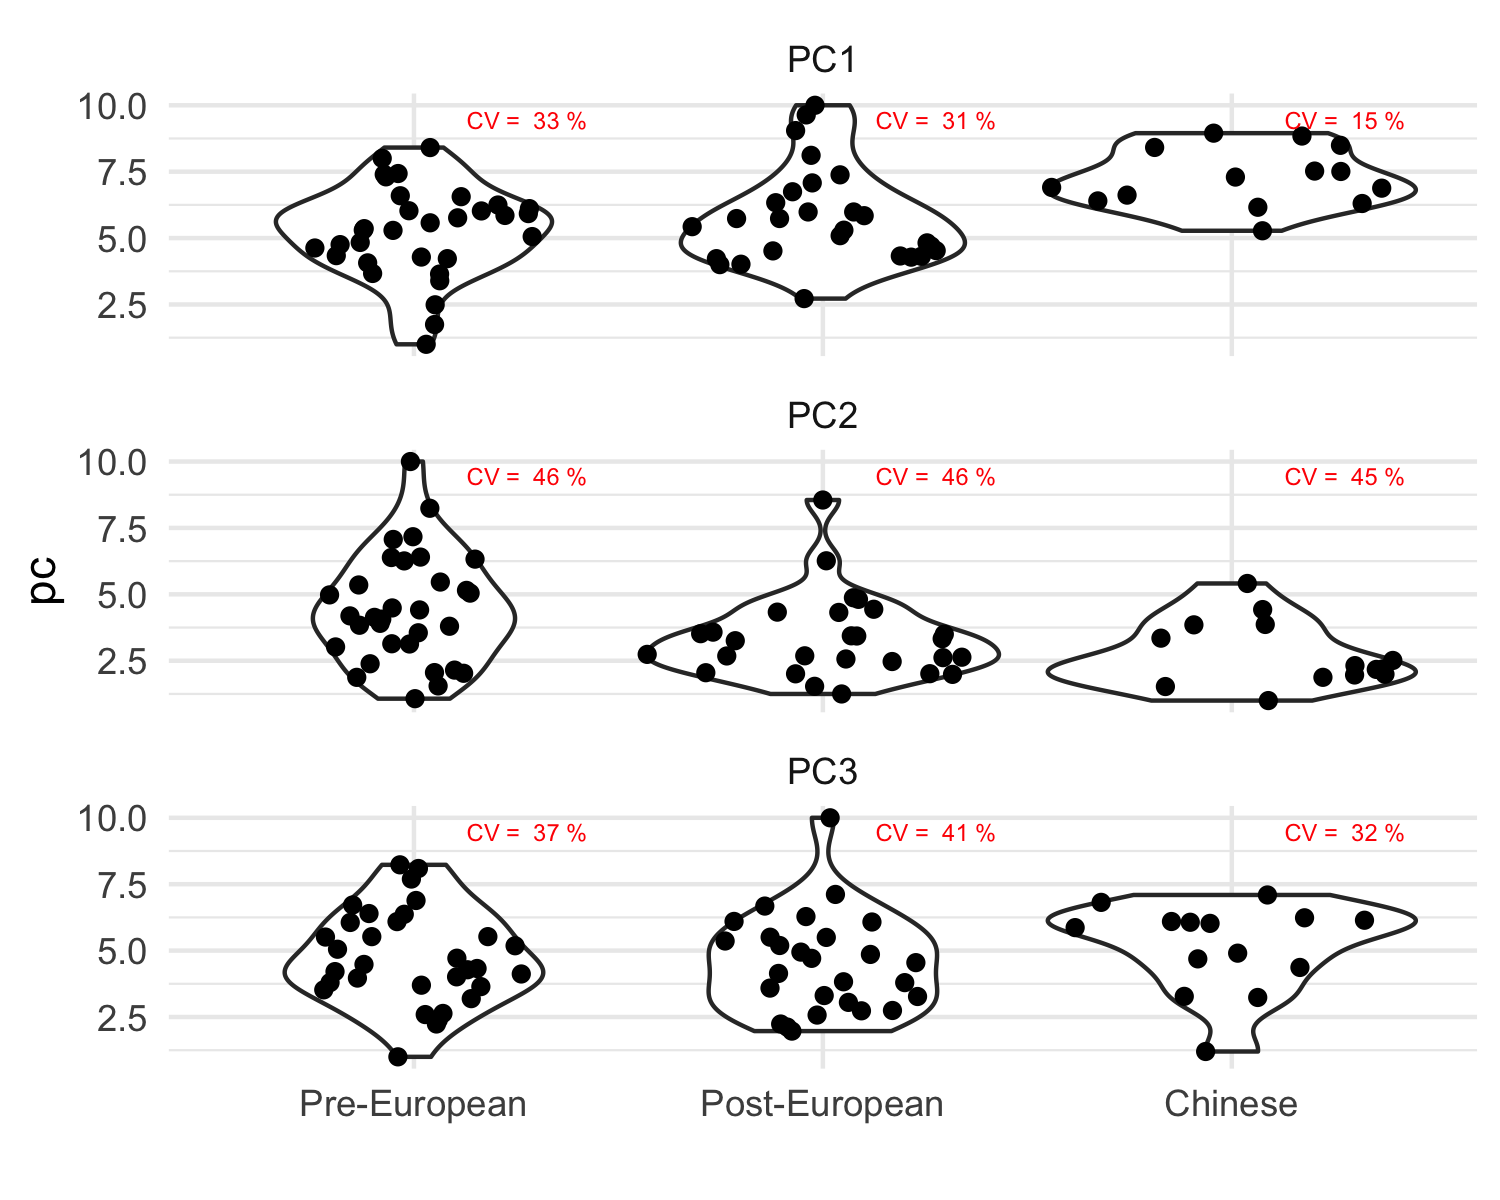 PC1
10.0
7.5
5.0
2.5
CV = 33 %
CV = 31 %
CV = 15 %
PC2
10.0
7.5
5.0
2.5
CV = 46 %
CV = 46 %
CV = 45 %
pc
PC3
10.0
7.5
5.0
2.5
CV = 37 %
CV = 41 %
CV = 32 %
Pre-European
Post-European
Chinese